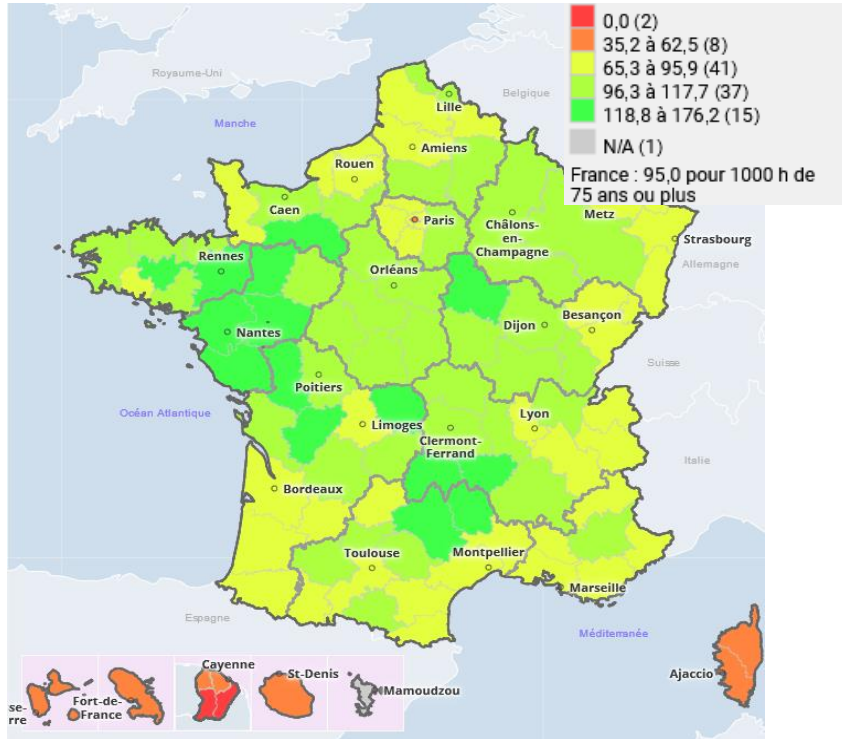 0,0 (2)
35,2 à 62,5 (8)
65,3 à 95,9 (41)
96,3 à 117,7 (37)
118,8 à 176,2 (15)
N/A (1)
France : 95,0 pour 1000 h de
75 ans ou plus
Royaume-Uni
Belgique
Lille
Manche
Amiens
Rouen
Caen
Paris
Metz
Châlons-
en-
Champagne
Strasbourg
Allemagne
Rennes
Orléans
Nantes
Dijon
Besançon
Suisse
Poitiers
Océan Atlantique
Limoges
Lyon
Clermont-
Ferrand
Italie
Bordeaux
Toulouse
Montpellier
Marseille
Espagne
Méditerranée
Ajaccio
Cayenne
St-Denis
Mamoudzou
Fort-de-
France
se-
rre